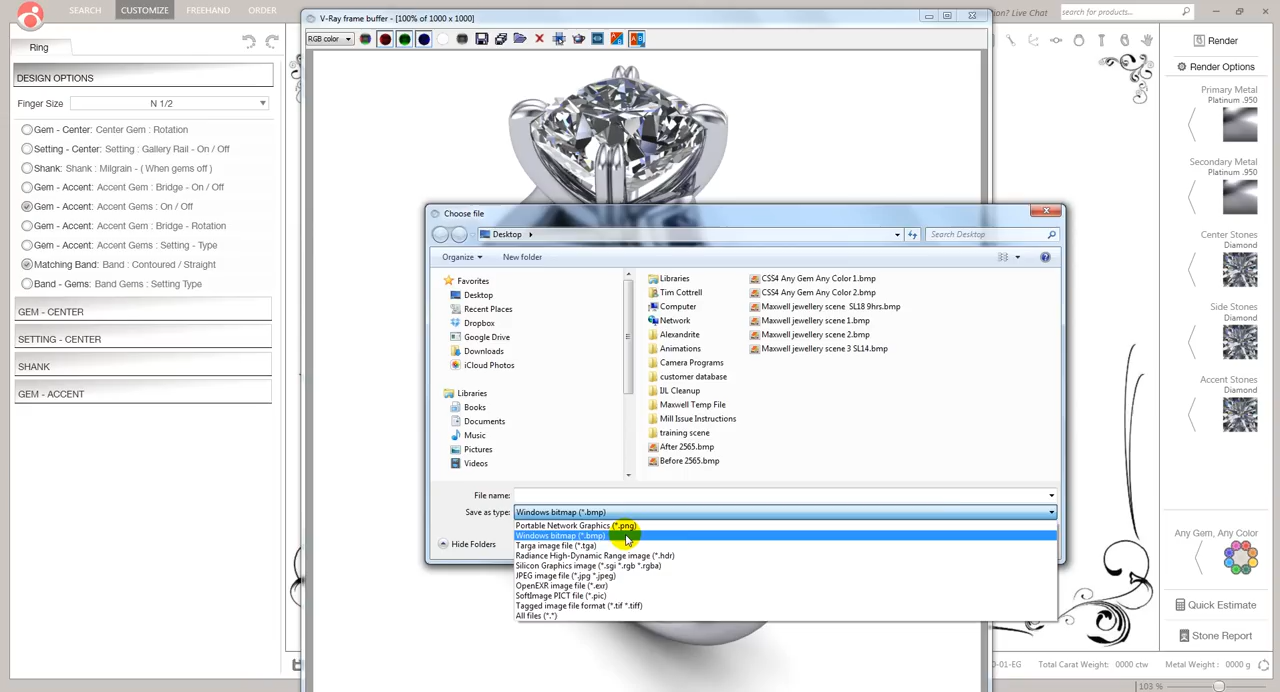 SEARCH
CUSTOMIZE
FREEHAND
ORDER
V-Ray frame buffer - [100% of 1000 x 1000]
tion? Live Chat
search for products...
RGB color
Ring
Render
Render Options
DESIGN OPTIONS
Finger Size
N 1/2
Gem - Center: Center Gem : Rotation
Setting - Center: Setting : Gallery Rail - On / Off
Shank: Shank : Milgrain - ( When gems off )
Gem - Accent: Accent Gem : Bridge - On / Off
Gem - Accent: Accent Gems : On / Off
Gem - Accent: Accent Gem : Bridge - Rotation
Gem - Accent: Accent Gems : Setting - Type
Matching Band: Band : Contoured / Straight
Band - Gems: Band Gems : Setting Type
GEM - CENTER
SETTING - CENTER
SHANK
GEM - ACCENT
Choose file
Desktop
Search Desktop
Organize
New folder
Favorites
Desktop
Recent Places
Dropbox
Google Drive
Downloads
iCloud Photos
Libraries
Books
Documents
Music
Pictures
Videos
Libraries
Tim Cottrell
Computer
Network
Alexandrite
Animations
Camera Programs
customer database
IJL Cleanup
Maxwell Temp File
Mill Issue Instructions
training scene
After 2565.bmp
Before 2565.bmp
CSS4 Any Gem Any Color 1.bmp
CSS4 Any Gem Any Color 2.bmp
Maxwell jewellery scene  SL18 9hrs.bmp
Maxwell jewellery scene 1.bmp
Maxwell jewellery scene 2.bmp
Maxwell jewellery scene 3 SL14.bmp
File name:
Save as type:
Windows bitmap (*.bmp)
Hide Folders
Portable Network Graphics (*.png)
Windows bitmap (*.bmp)
Targa image file (*.tga)
Radiance High-Dynamic Range image (*.hdr)
Silicon Graphics image (*.sgi *.rgb *.rgba)
JPEG image file (*.jpg *.jpeg)
OpenEXR image file (*.exr)
SoftImage PICT file (*.pic)
Tagged image file format (*.tif *.tiff)
All files (*.*)
Primary Metal
Platinum .950
Secondary Metal
Platinum .950
Center Stones
Diamond
Side Stones
Diamond
Accent Stones
Diamond
Any Gem, Any Color
Quick Estimate
Stone Report
0-01-EG
Total Carat Weight: 0000 ctw
Metal Weight : 0000 g
103 %